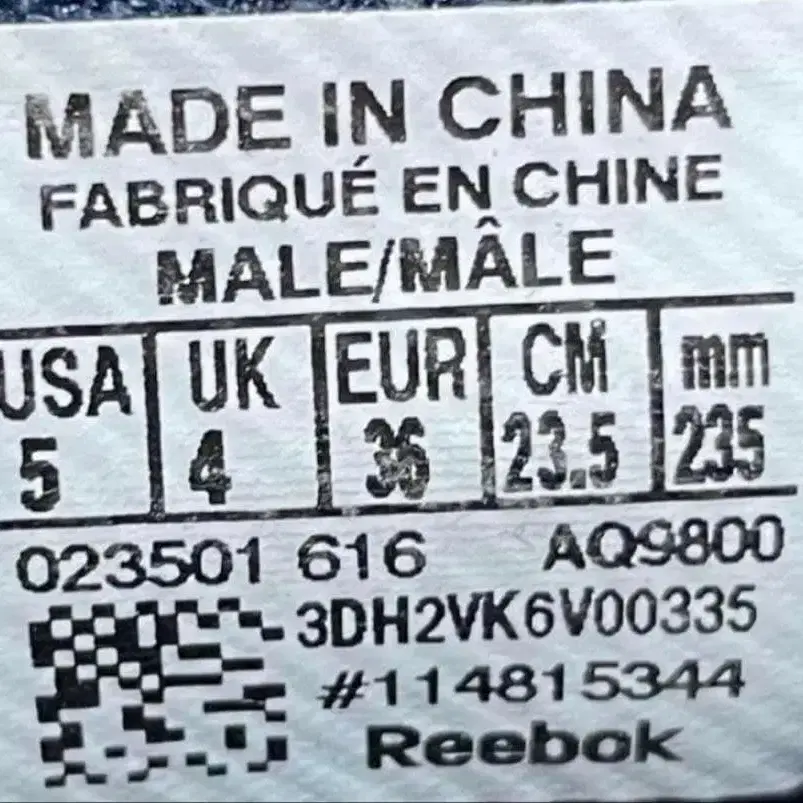 MADE IN CHINA
FABRIQUÉ EN CHINE
MALE/MÂLE
USA UK EUR CM mm
5 4 36 23.5 235
023501 616 AQ9800
3DH2VK6V00335
#114815344
Reebok